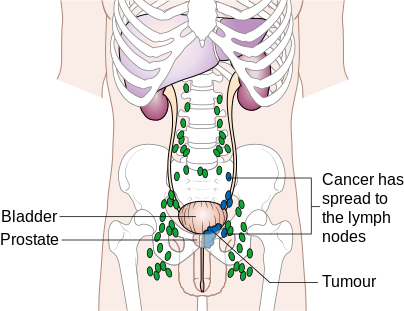 Cancer has
spread to
the lymph
nodes
Bladder
Prostate
Tumour